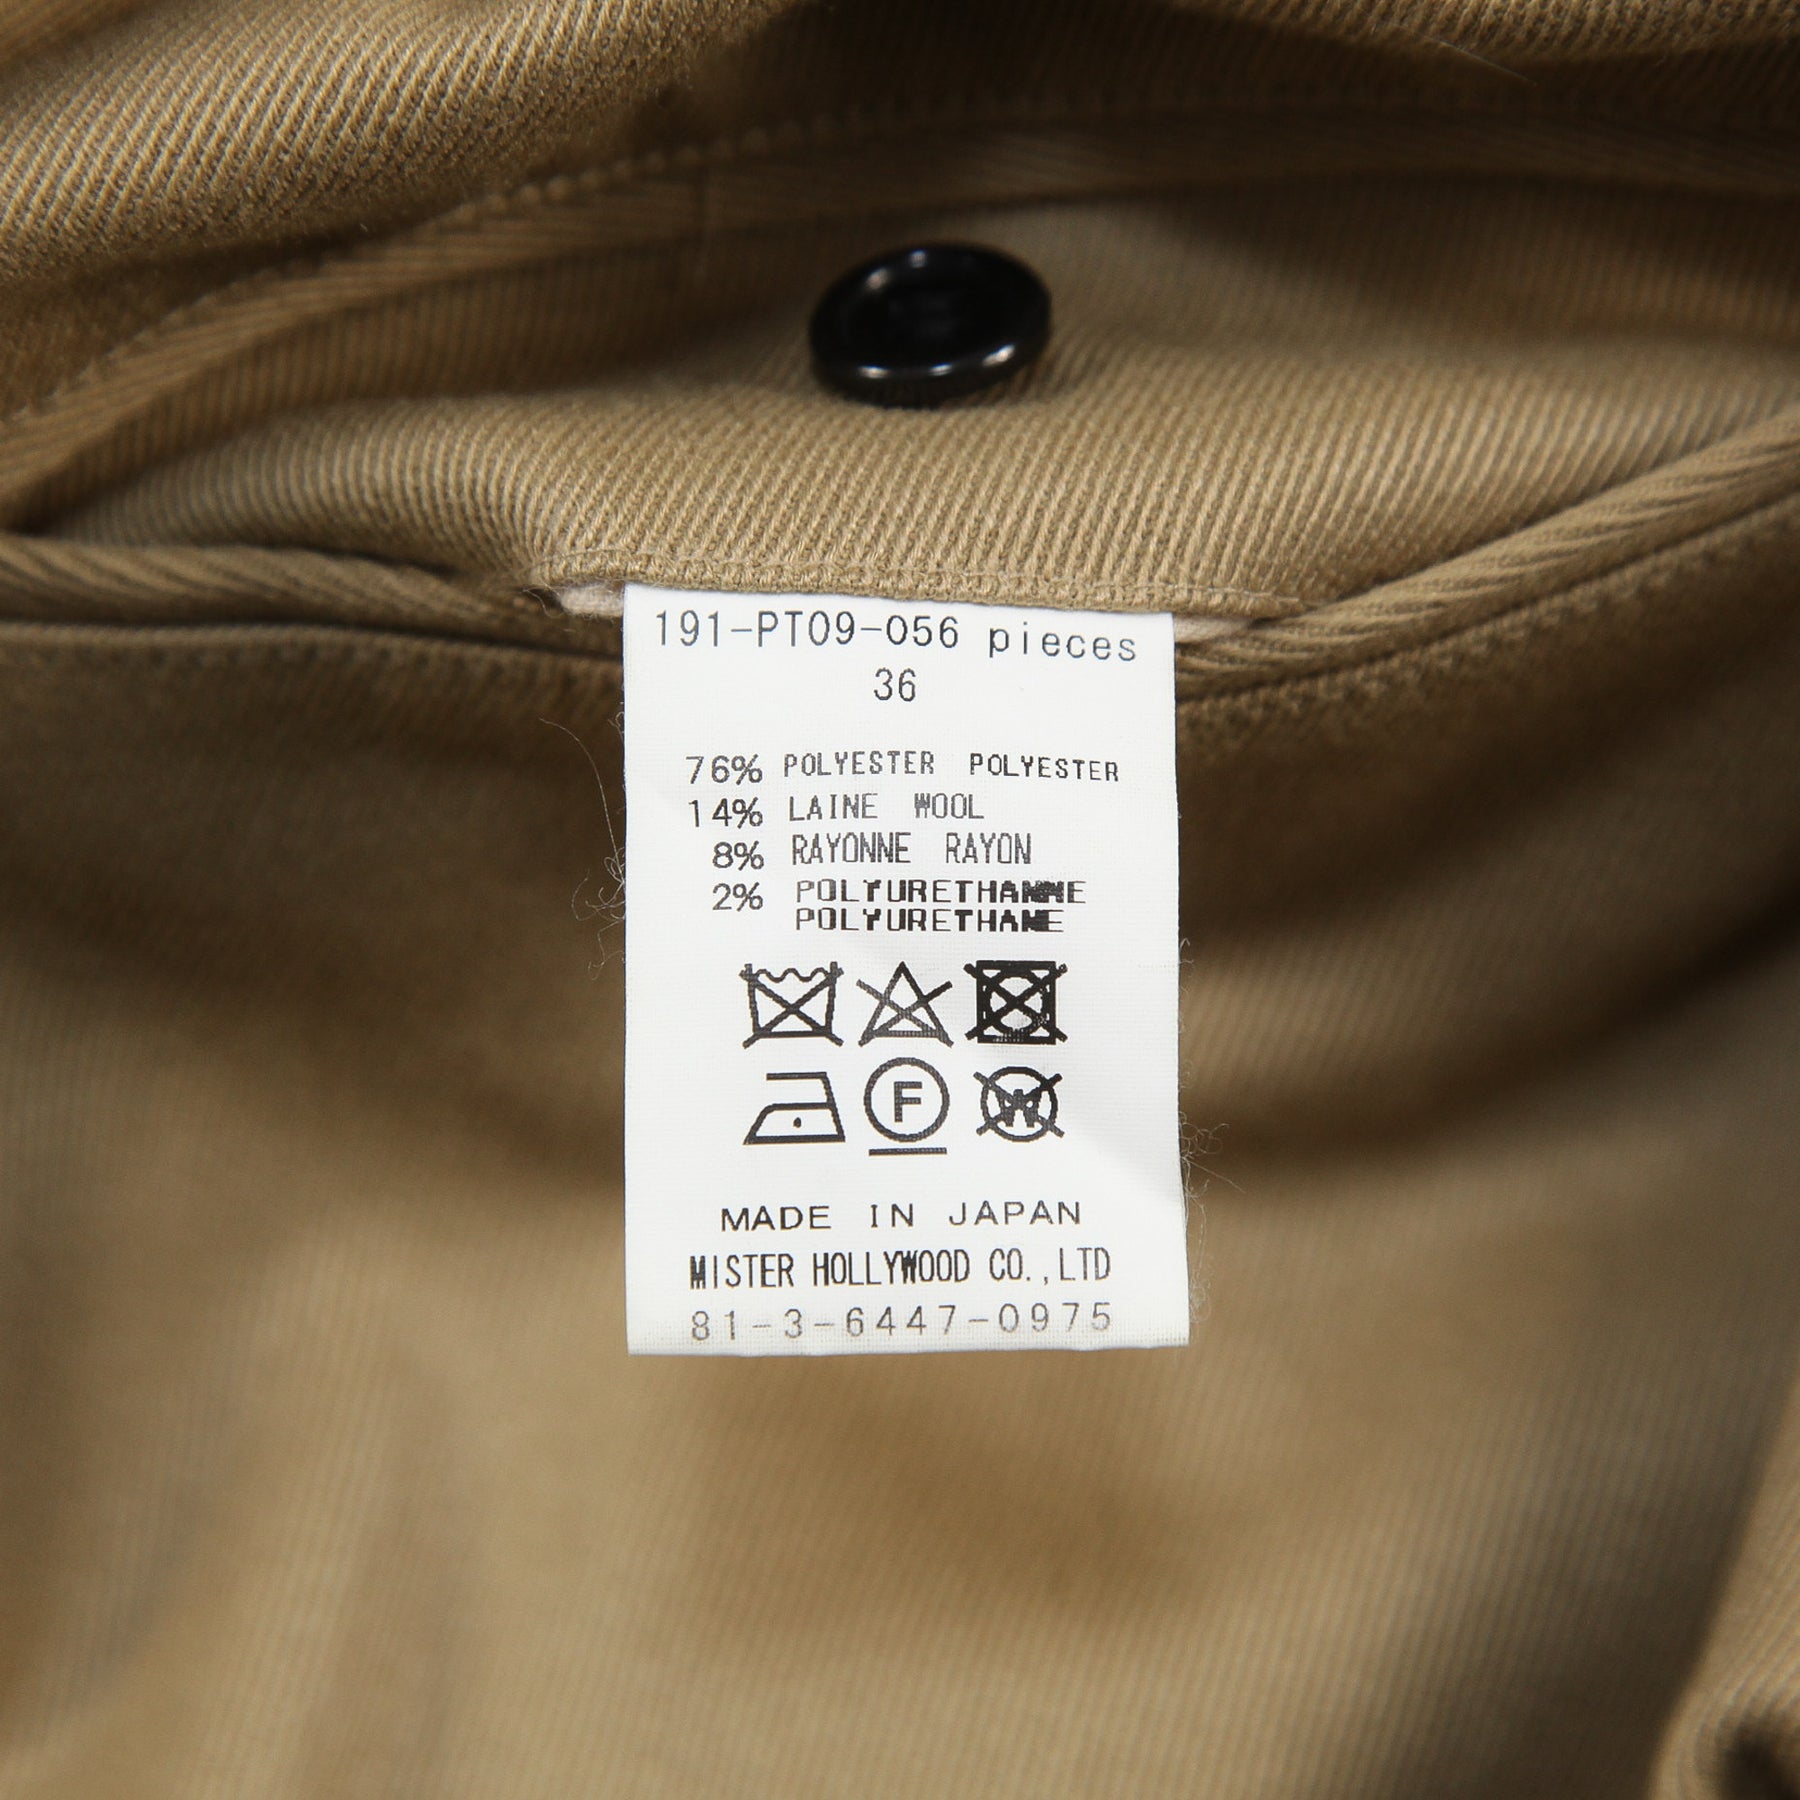 191-PT09-056 pieces
36
76% POLYESTER POLYESTER
14% LAINE WOOL
8% RAYONNE RAYON
2% POLYURETHANNE
POLYURETHANE
F
W
MADE IN JAPAN
MISTER HOLLYWOOD CO.,LTD
81-3-6447-0975